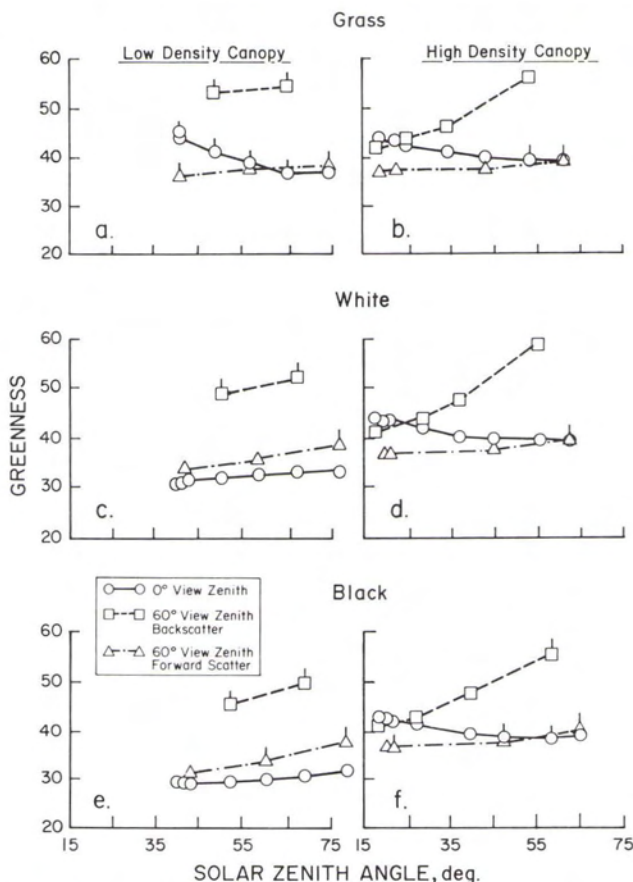 Grass
Low Density Canopy
High Density Canopy
60
50
40
30
20
a.
b.
White
60
50
40
30
20
c.
d.
GREENNESS
Black
0° View Zenith
60° View Zenith
Backscatter
60° View Zenith
Forward Scatter
60
50
40
30
20
e.
f.
15
35
55
75
15
35
55
75
SOLAR ZENITH ANGLE, deg.